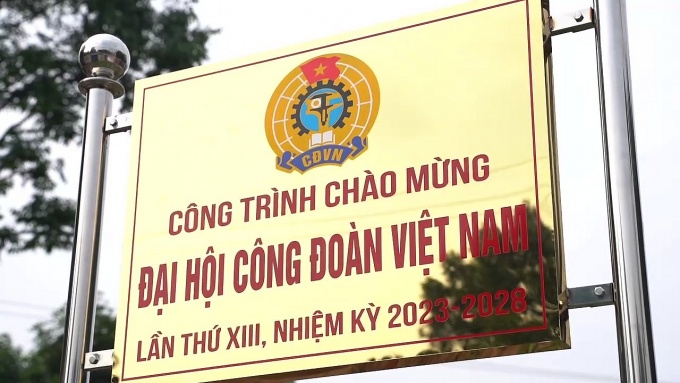 CĐVN
CÔNG TRÌNH CHÀO MỪNG
ĐẠI HỘI CÔNG ĐOÀN VIỆT NAM
LẦN THỨ XIII, NHIỆM KỲ 2023-2028